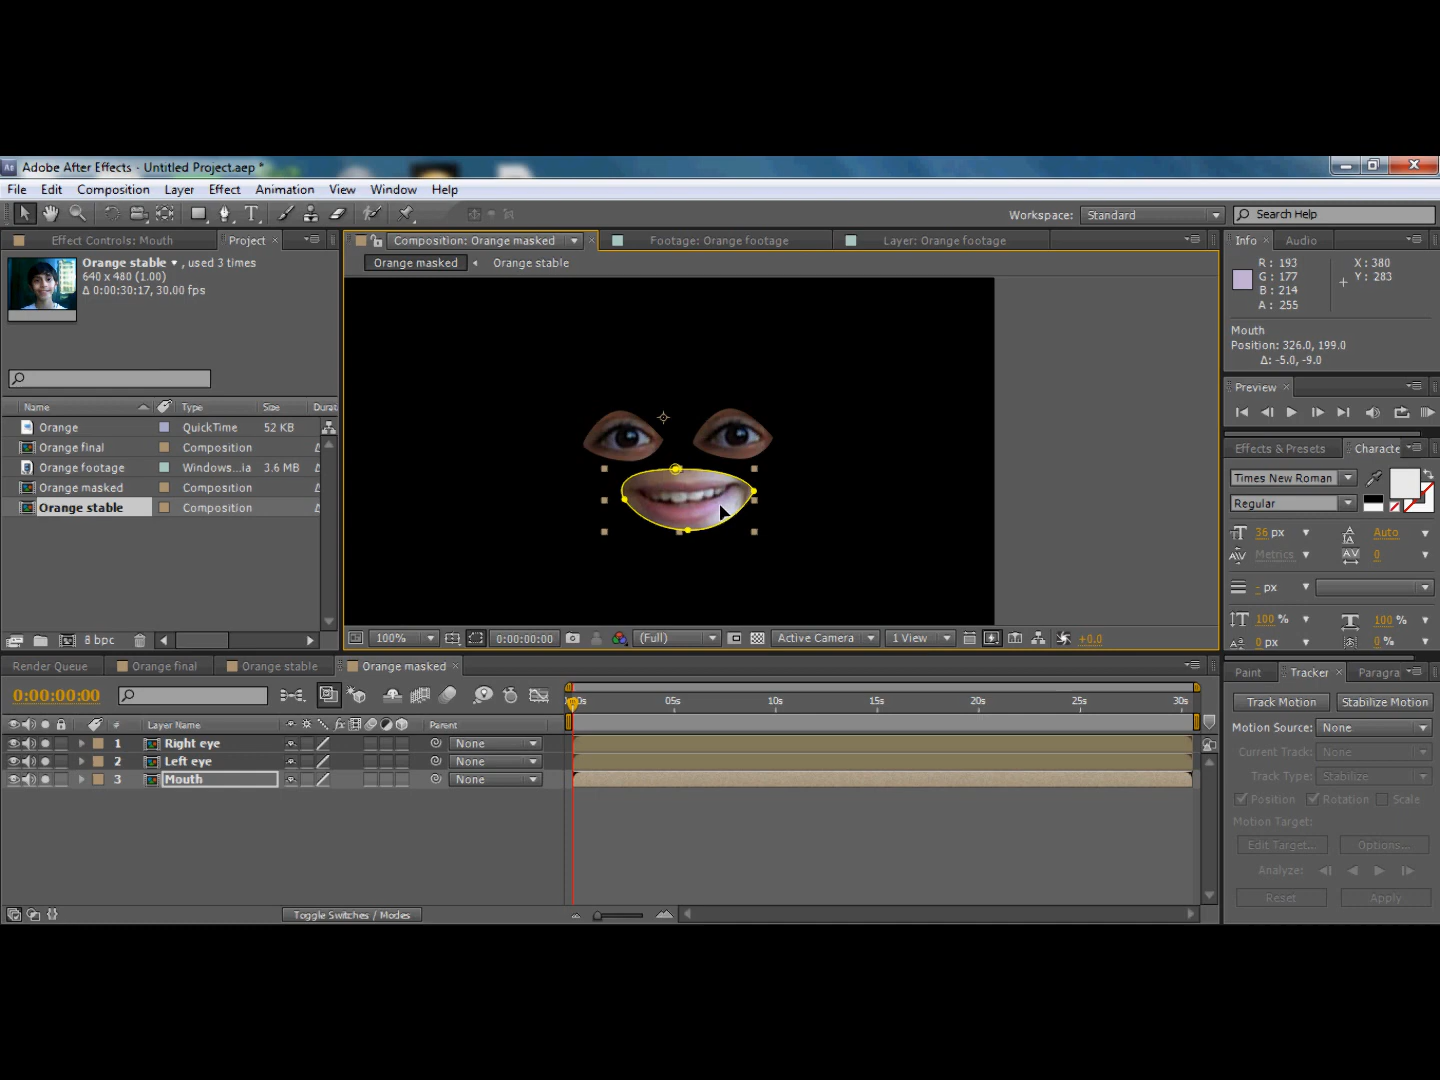 Adobe After Effects - Untitled Project.aep *
File Edit Composition Layer Effect Animation View Window Help
Workspace: Standard Search Help
Effect Controls: Mouth Project
Composition: Orange masked Footage: Orange footage Layer: Orange footage
Info Audio
Orange stable , used 3 times
640 x 480 (1.00)
Δ 0:00:30:17, 30.00 fps
Orange masked Orange stable
R : 193 X : 380
G : 177 Y : 283
B : 214
A : 255
Mouth
Position: 326.0, 199.0
Δ: -5.0, -9.0
Preview
Name Type Size Durat
Orange QuickTime 52 KB
Orange final Composition
Orange footage Windows...ia 3.6 MB
Orange masked Composition
Orange stable Composition
Effects & Presets Characte
Times New Roman
Regular
36 px Auto
Metrics 0
- px
100 % 100 %
0 px 0 %
8 bpc
100% 0:00:00:00 (Full) Active Camera 1 View +0.0
Render Queue Orange final Orange stable Orange masked
0:00:00:00
05s 10s 15s 20s 25s 30s
# Layer Name Parent
1 Right eye None
2 Left eye None
3 Mouth None
Toggle Switches / Modes
Paint Tracker Paragra
Track Motion Stabilize Motion
Motion Source: None
Current Track: None
Track Type: Stabilize
Position Rotation Scale
Motion Target:
Edit Target... Options...
Analyze:
Reset Apply